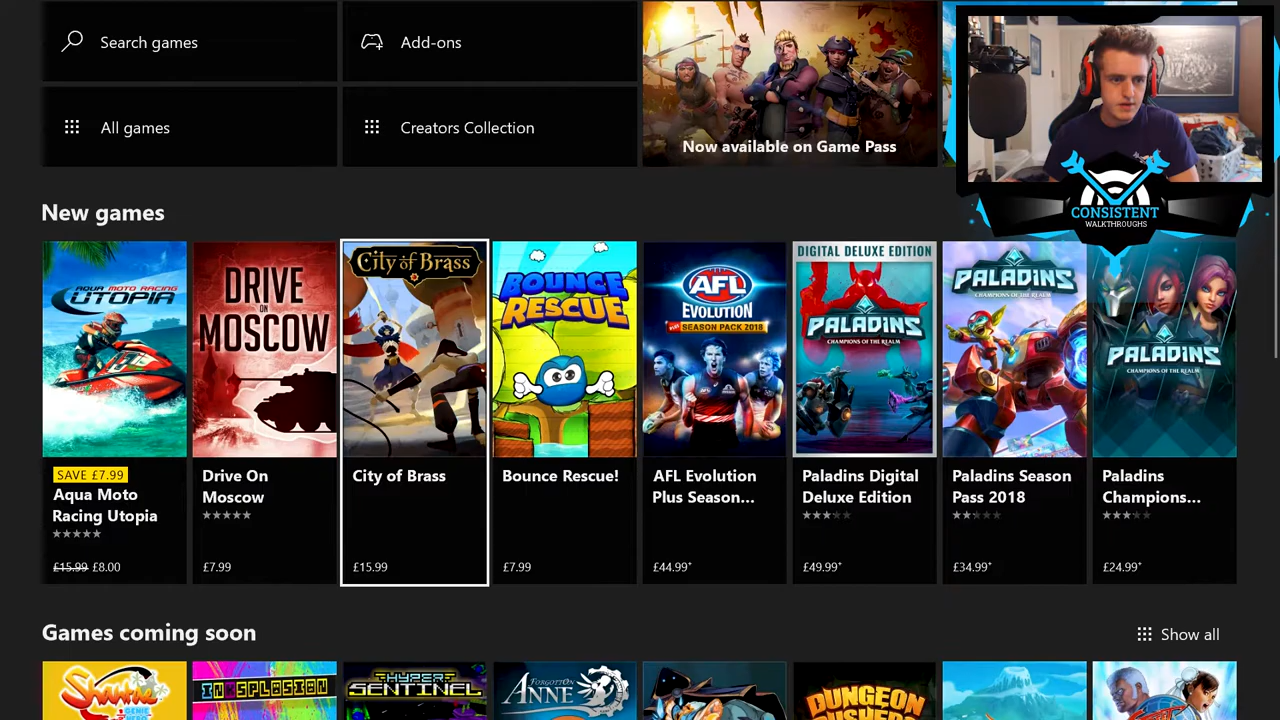 Search games
Add-ons
All games
Creators Collection
Now available on Game Pass
CONSISTENT
WALKTHROUGHS
New games
AQUA MOTO RACING
UTOPIA
DRIVE
ON
MOSCOW
City of Brass
BOUNCE
RESCUE
AFL
EVOLUTION
PLUS SEASON PACK 2018
DIGITAL DELUXE EDITION
PALADINS
CHAMPIONS OF THE REALM
PALADINS
CHAMPIONS OF THE REALM
PALADINS
CHAMPIONS OF THE REALM
SAVE £7.99
Aqua Moto
Racing Utopia
£15.99 £8.00
Drive On
Moscow
£7.99
City of Brass
£15.99
Bounce Rescue!
£7.99
AFL Evolution
Plus Season...
£44.99*
Paladins Digital
Deluxe Edition
£49.99*
Paladins Season
Pass 2018
£34.99*
Paladins
Champions...
£24.99*
Games coming soon
Show all
Shantae
INKSPLOSION
HYPER
SENTINEL
FORGOTTON
ANNE
DUNGEON